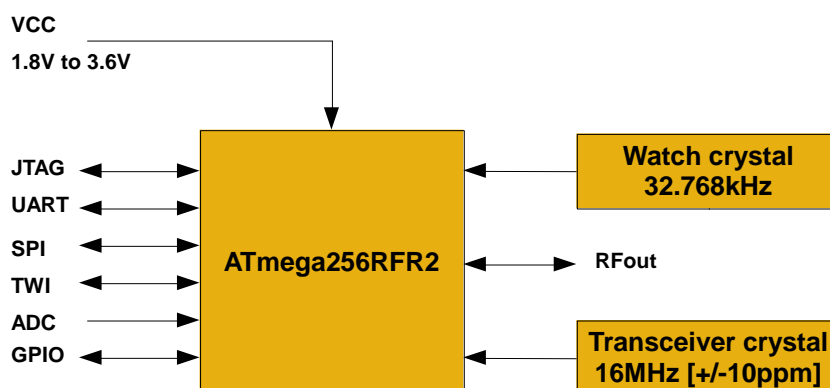 VCC
1.8V to 3.6V
JTAG
UART
SPI
TWI
ADC
GPIO
ATmega256RFR2
Watch crystal
32.768kHz
RFout
Transceiver crystal
16MHz [+/-10ppm]